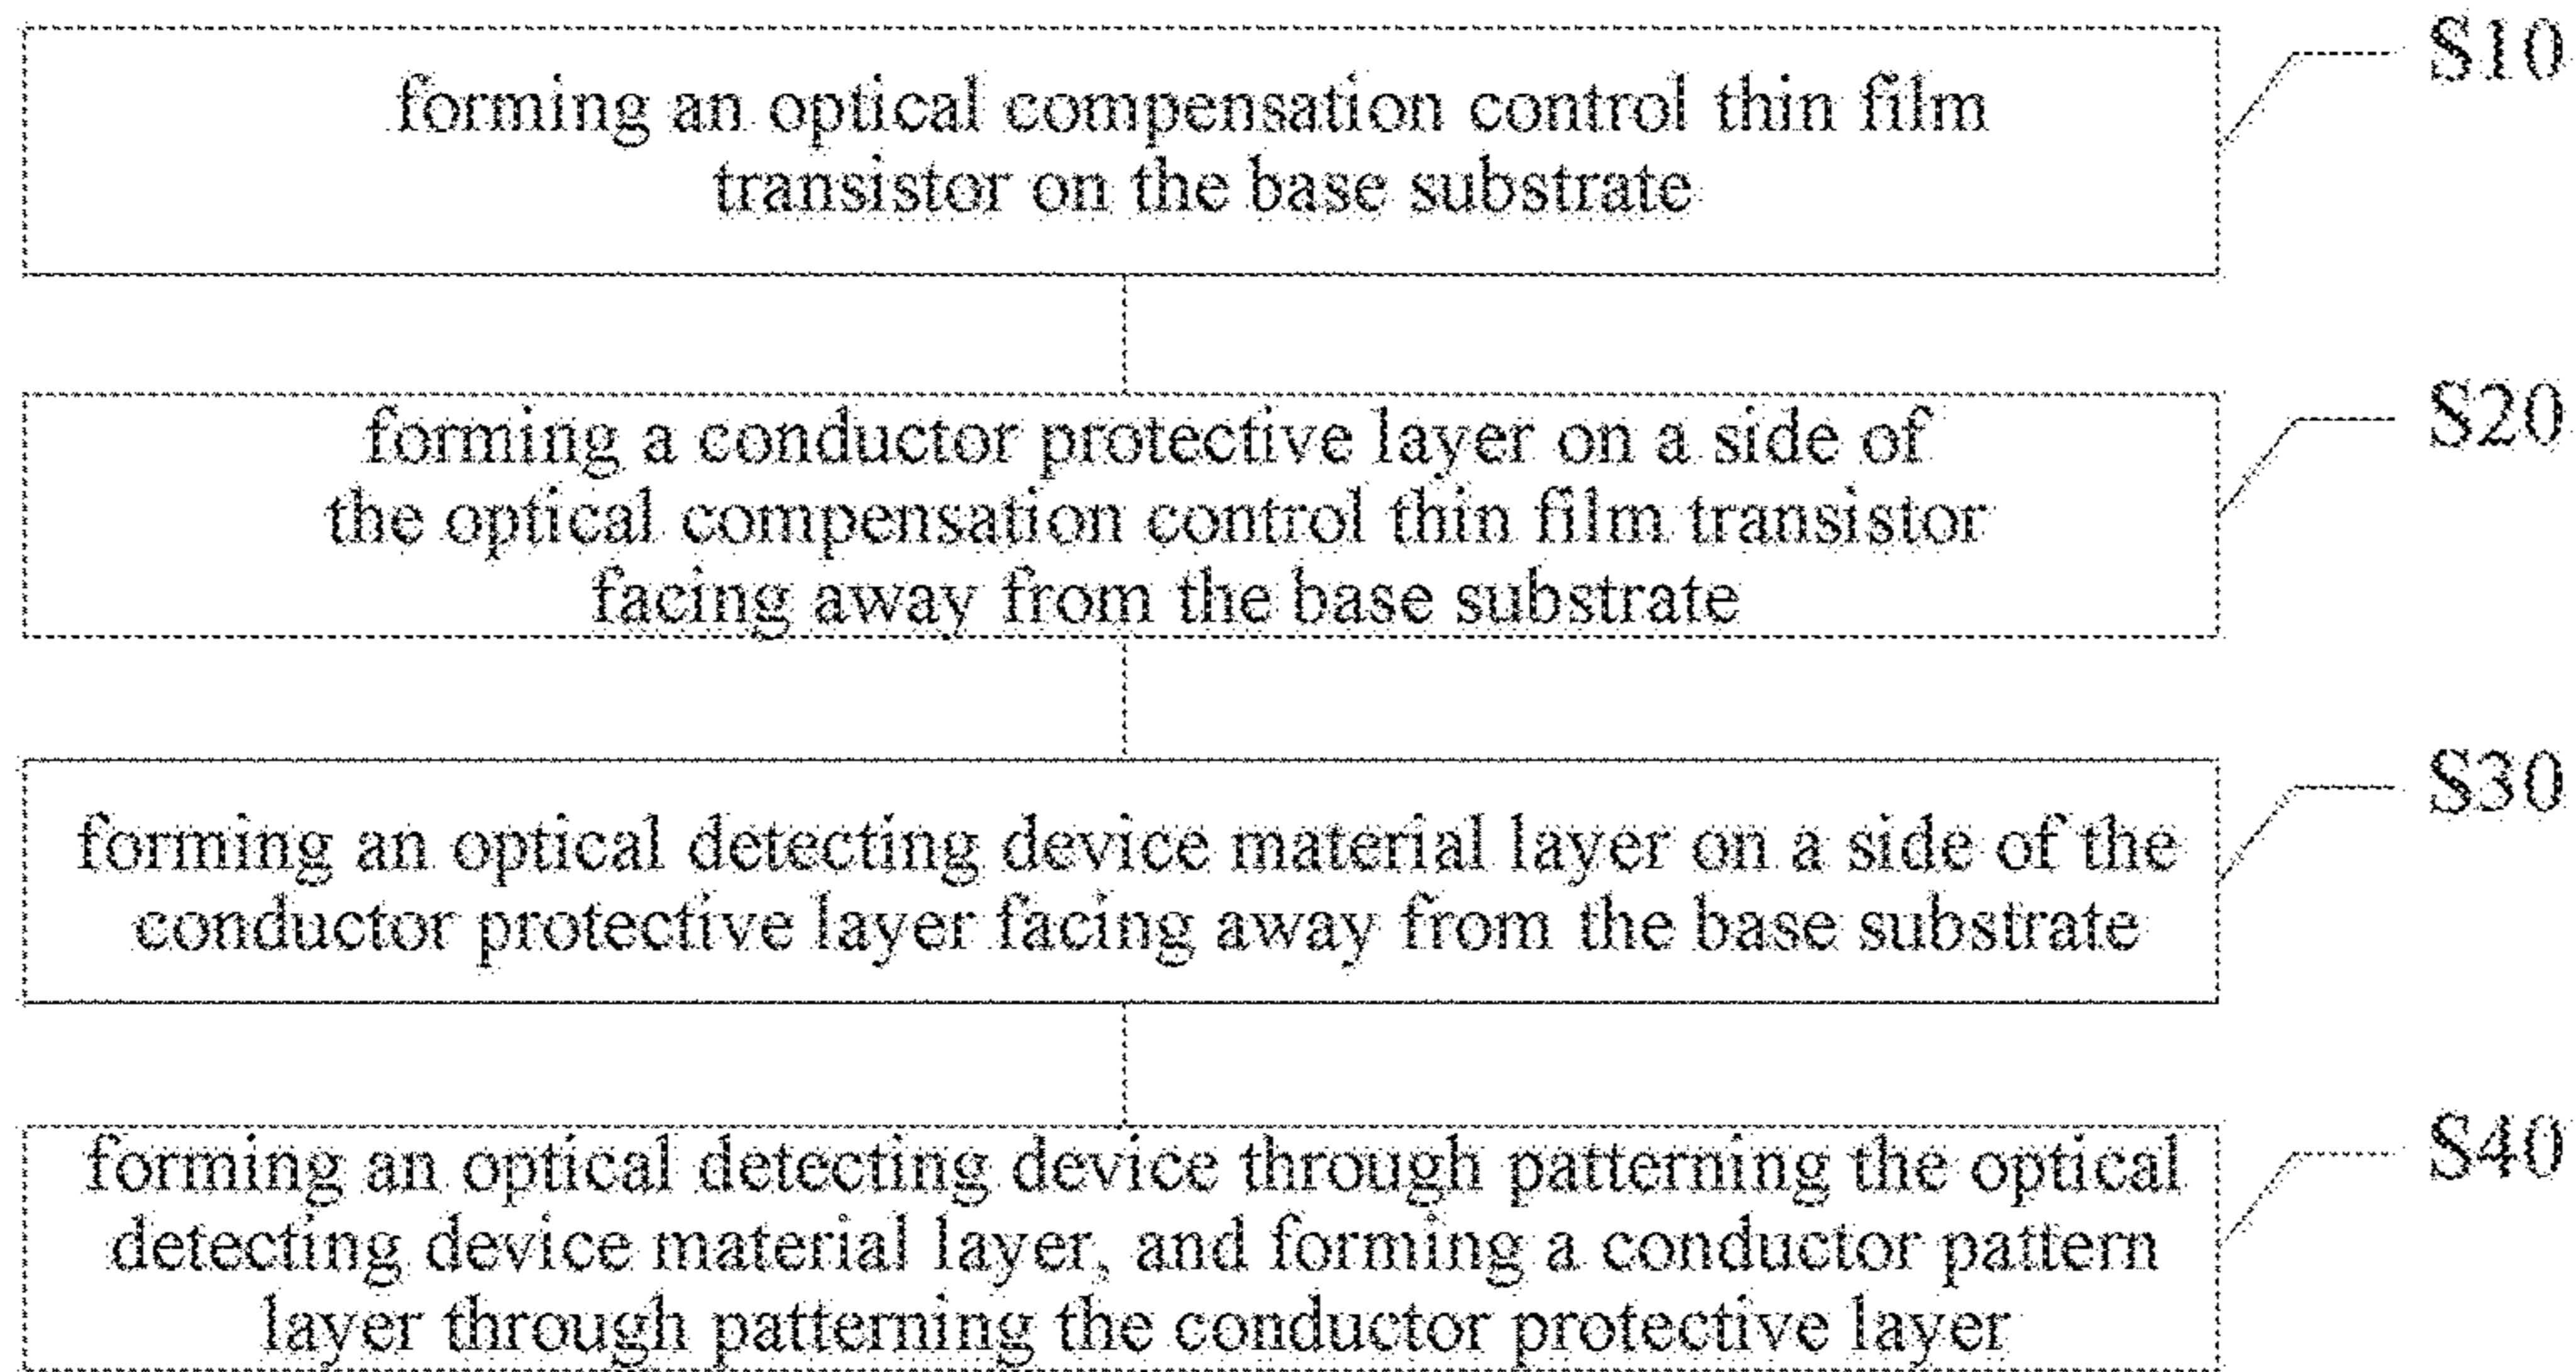 forming an optical compensation control thin film
transistor on the base substrate
S10
forming a conductor protective layer on a side of
the optical compensation control thin film transistor
facing away from the base substrate
S20
forming an optical detecting device material layer on a side of the
conductor protective layer facing away from the base substrate
S30
forming an optical detecting device through patterning the optical
detecting device material layer, and forming a conductor pattern
layer through patterning the conductor protective layer
S40